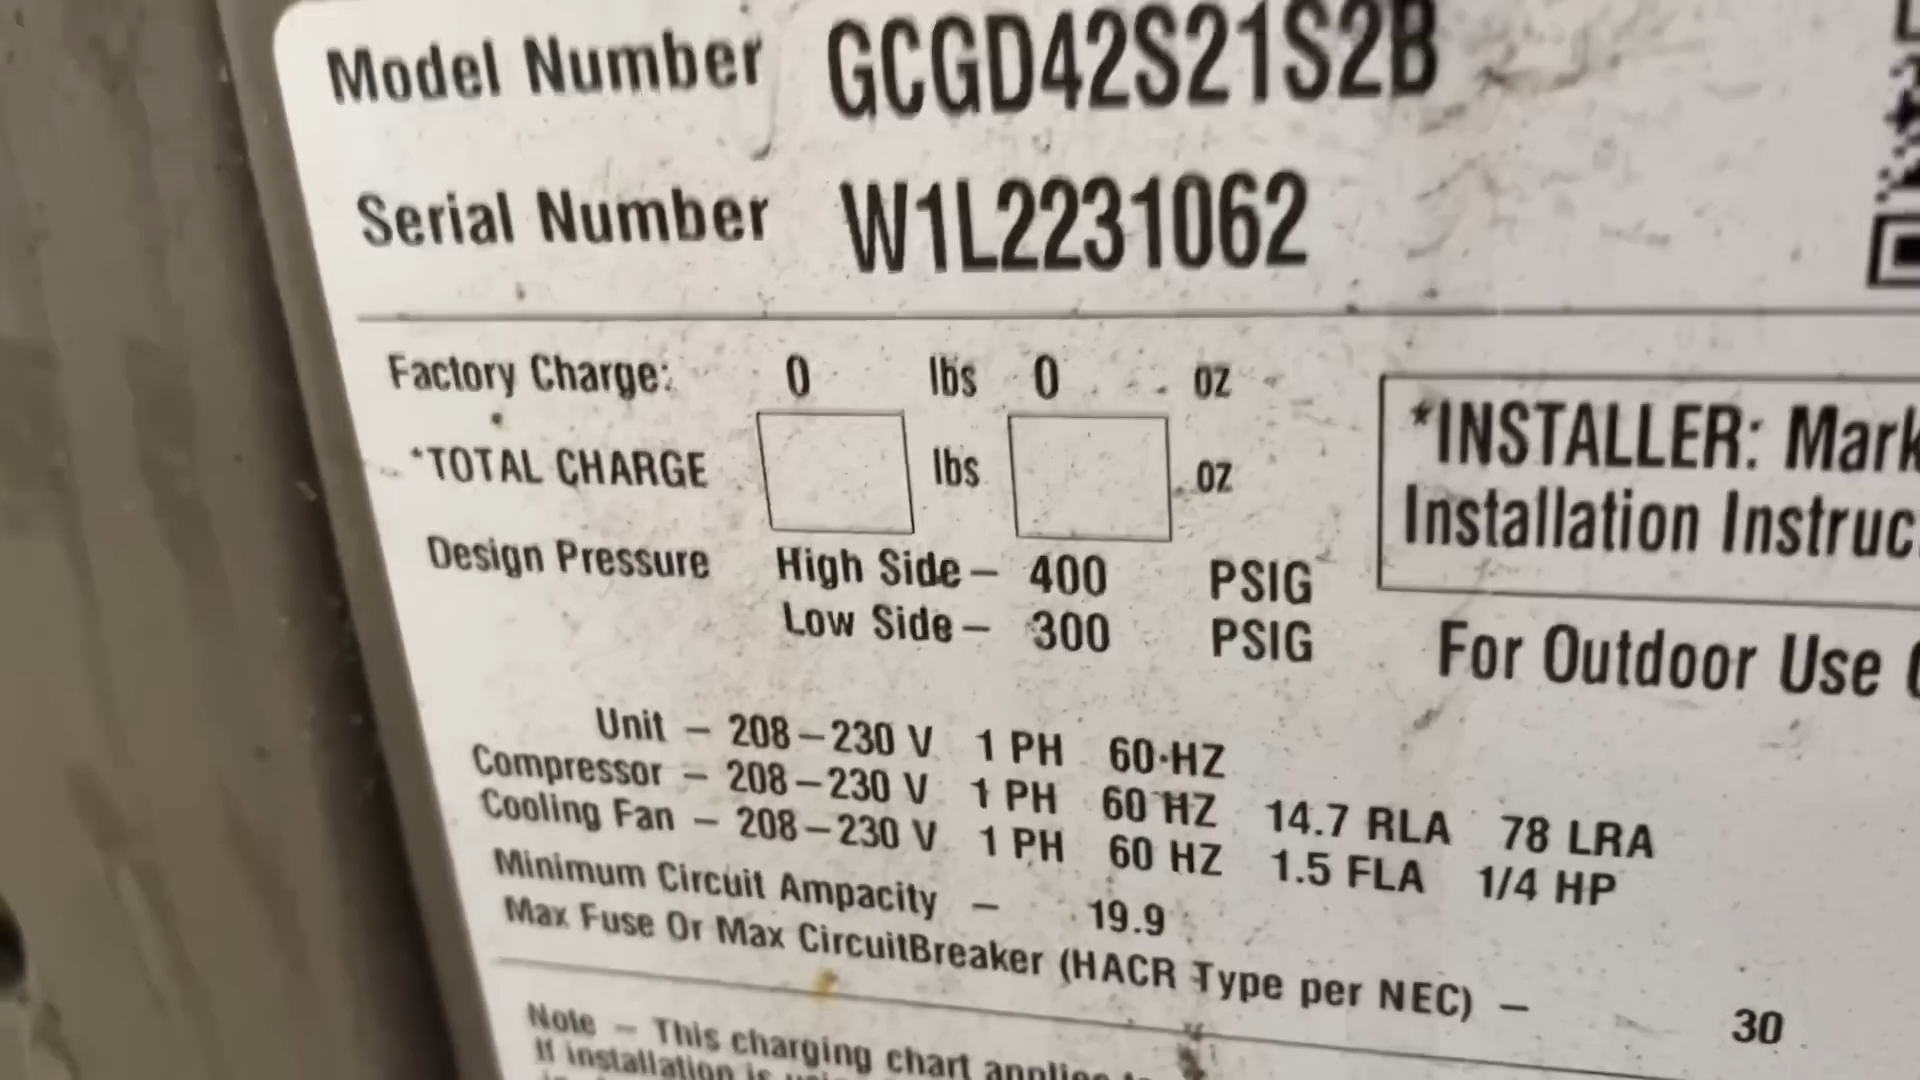 Model Number GCGD42S21S2B
Serial Number W1L2231062
Factory Charge: 0 lbs 0 oz
*TOTAL CHARGE lbs oz
*INSTALLER: Mark
Installation Instruc
Design Pressure High Side – 400 PSIG
Low Side – 300 PSIG
For Outdoor Use
Unit – 208–230 V 1 PH 60 HZ
Compressor – 208–230 V 1 PH 60 HZ 14.7 RLA 78 LRA
Cooling Fan – 208–230 V 1 PH 60 HZ 1.5 FLA 1/4 HP
Minimum Circuit Ampacity – 19.9
Max Fuse Or Max CircuitBreaker (HACR Type per NEC) – 30
Note – This charging chart applies
If installation is